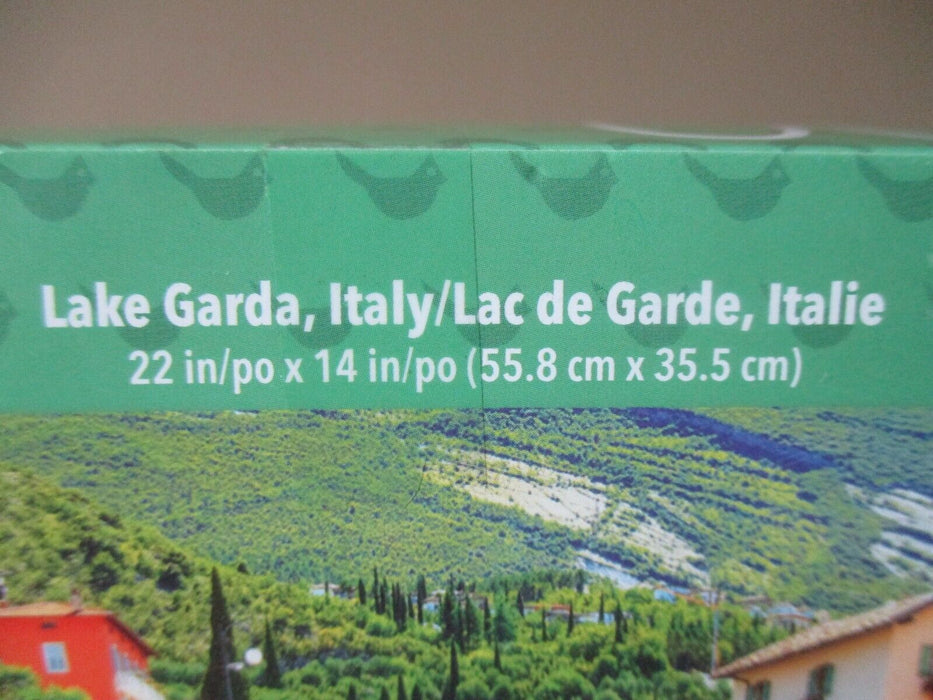 Lake Garda, Italy/Lac de Garde, Italie
22 in/po x 14 in/po (55.8 cm x 35.5 cm)